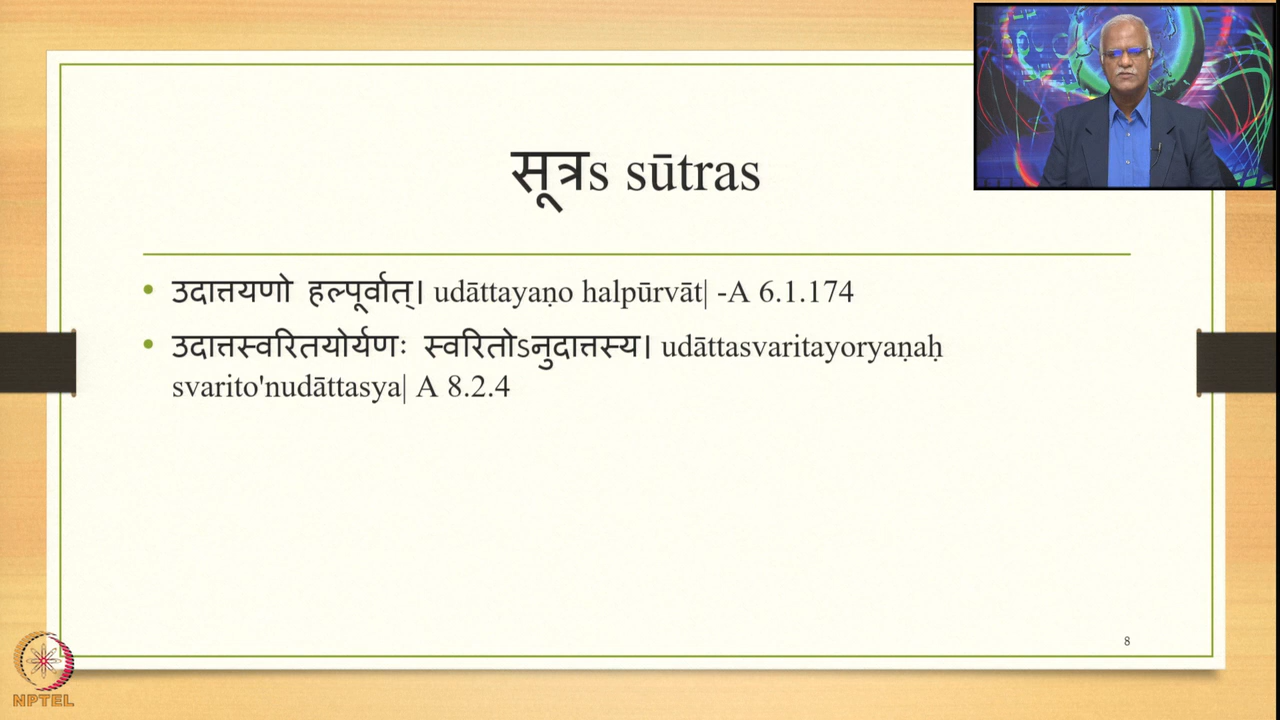 सूत्रs sūtras
• उदात्तयणो हल्पूर्वात्। udāttayaṇo halpūrvāt| -A 6.1.174
• उदात्तस्वरितयोर्यणः स्वरितोऽनुदात्तस्य। udāttasvaritayoryaṇaḥ
svarito'nudāttasya| A 8.2.4
8
NPTEL